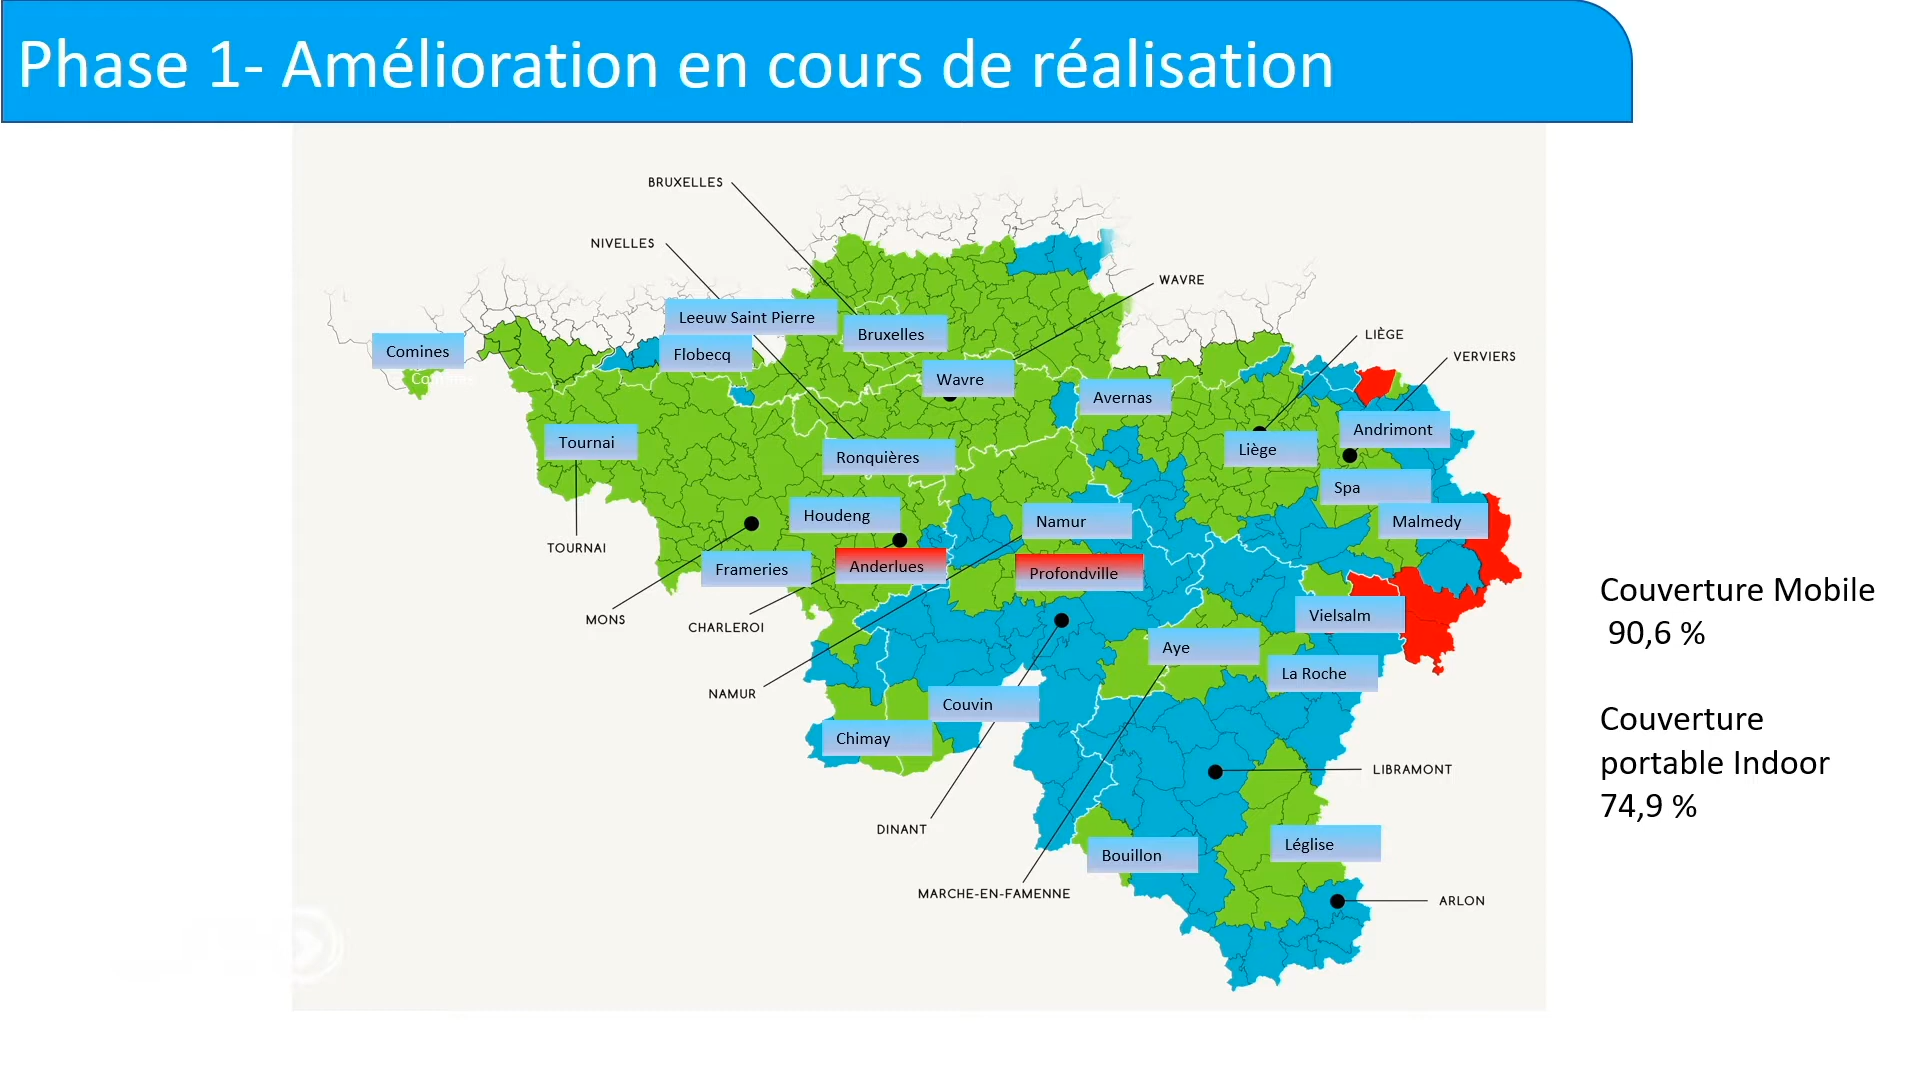 Phase 1- Amélioration en cours de réalisation
BRUXELLES
NIVELLES
WAVRE
Leeuw Saint Pierre
Bruxelles
LIÈGE
Comines
Flobecq
VERVIERS
Comines
Wavre
Avernas
Tournai
Andrimont
Ronquières
Liège
Spa
Houdeng
Namur
Malmedy
TOURNAI
Frameries
Anderlues
Profondville
Couverture Mobile
90,6 %
MONS
CHARLEROI
Vielsalm
Aye
La Roche
NAMUR
Couvin
Chimay
Couverture
portable Indoor
74,9 %
LIBRAMONT
DINANT
Bouillon
Léglise
MARCHE-EN-FAMENNE
ARLON